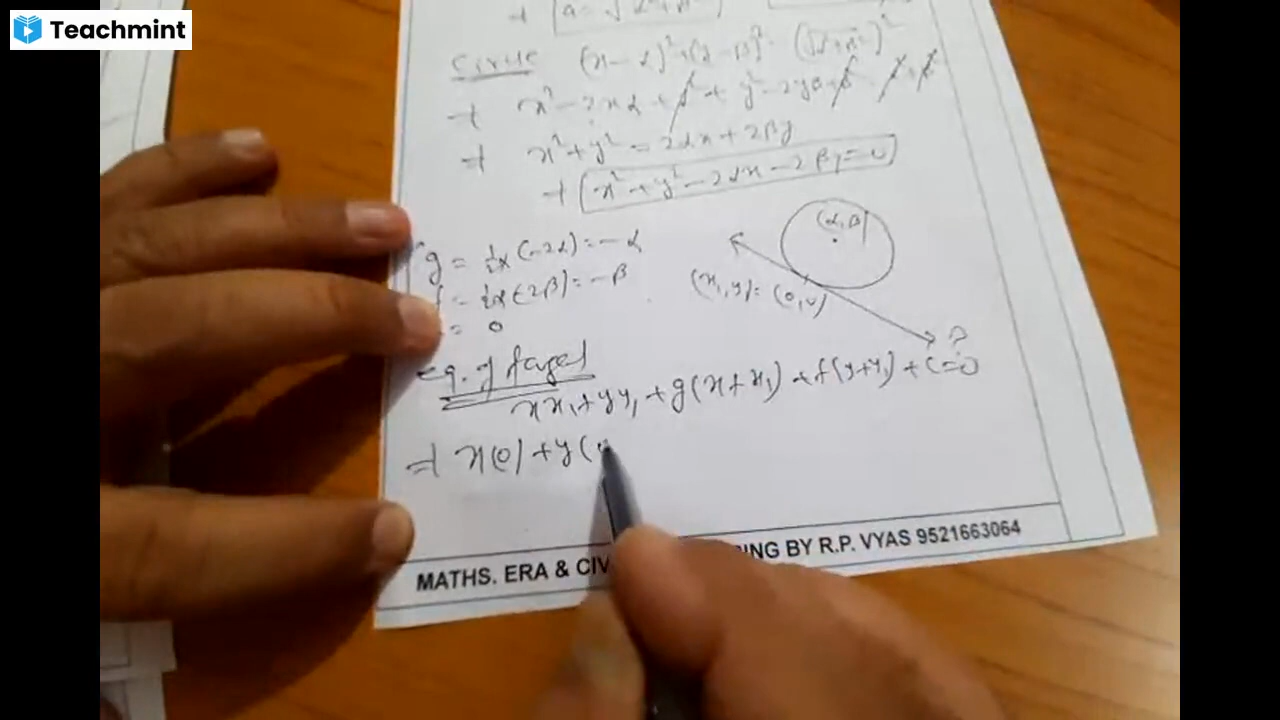 Teachmint
⇒ a = √α²+β²
Circle (x-α)²+(y-β)² = (√α²+β²)²
⇒ x²-2xα+α²+y²-2yβ+β² = α²+β²
⇒ x²+y² = 2αx+2βy
⇒ x²+y²-2αx-2βy=0
g = ½×(-2α)=-α
= ½×(-2β)=-β
= 0
(α,β)
(x₁,y₁)=(0,0)
?
Eq. of tangent
xx₁+yy₁+g(x+x₁)+f(y+y₁)+c=0
⇒ x(0)+y(
MATHS. ERA & CIV
ING BY R.P. VYAS 9521663064